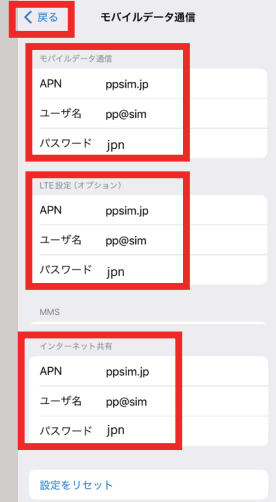 戻る モバイルデータ通信
モバイルデータ通信
APN ppsim.jp
ユーザ名 pp@sim
パスワード jpn
LTE設定（オプション）
APN ppsim.jp
ユーザ名 pp@sim
パスワード jpn
MMS
インターネット共有
APN ppsim.jp
ユーザ名 pp@sim
パスワード jpn
設定をリセット